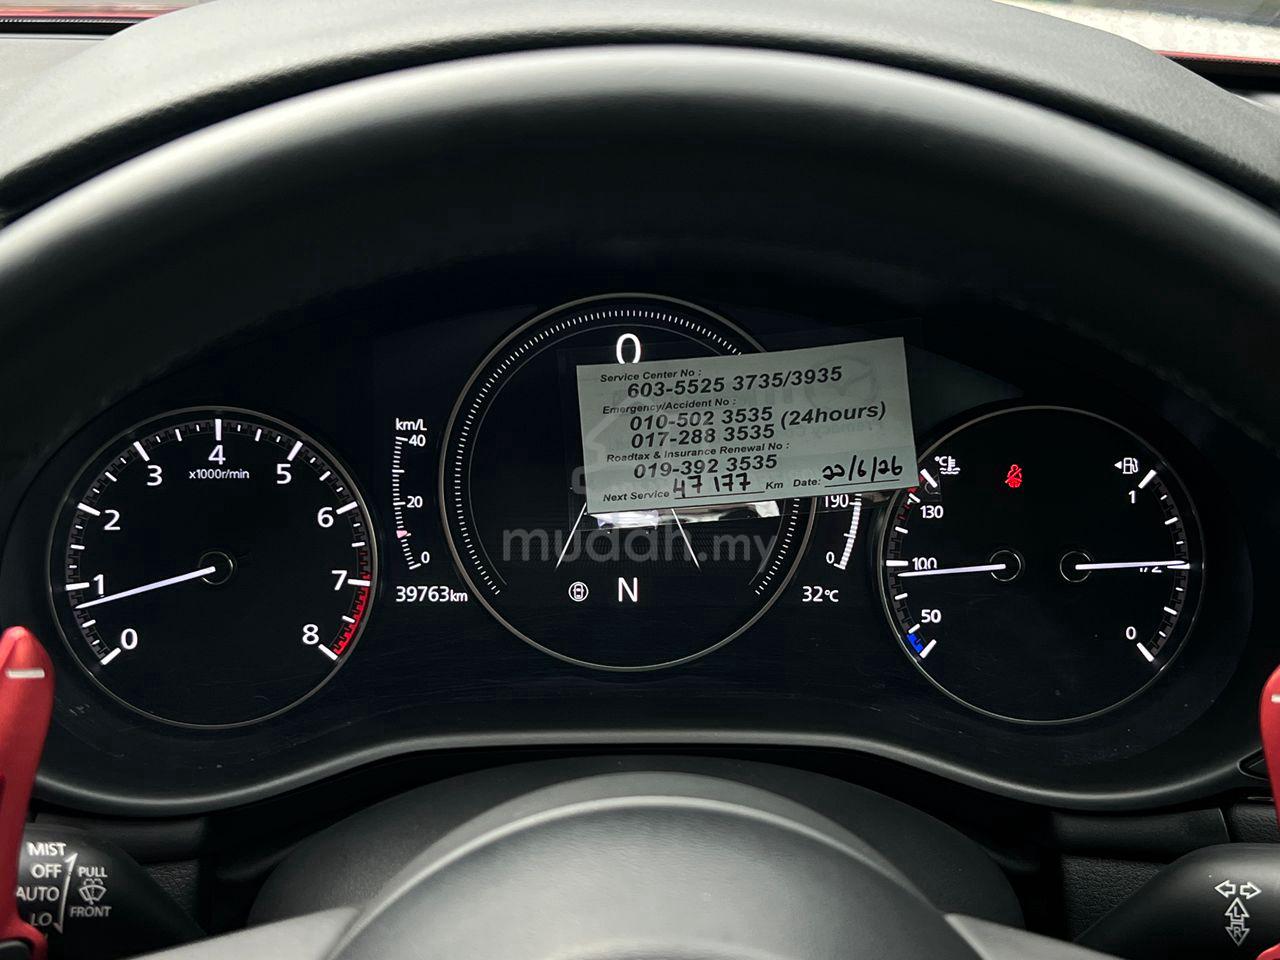 0
Service Center No :
603-5525 3735/3935
Emergency/Accident No :
010-502 3535 (24hours)
017-288 3535
Roadtax & Insurance Renewal No :
019-392 3535
Next Service 47177 Km Date: 22/6/26
km/L
40
20
0
39763km
4
3
5
x1000r/min
2
6
1
7
0
8
mudah.my
N
190
0
32°C
°C
130
100
50
1
1/2
0
MIST
OFF
AUTO
LO
PULL
FRONT
L
R